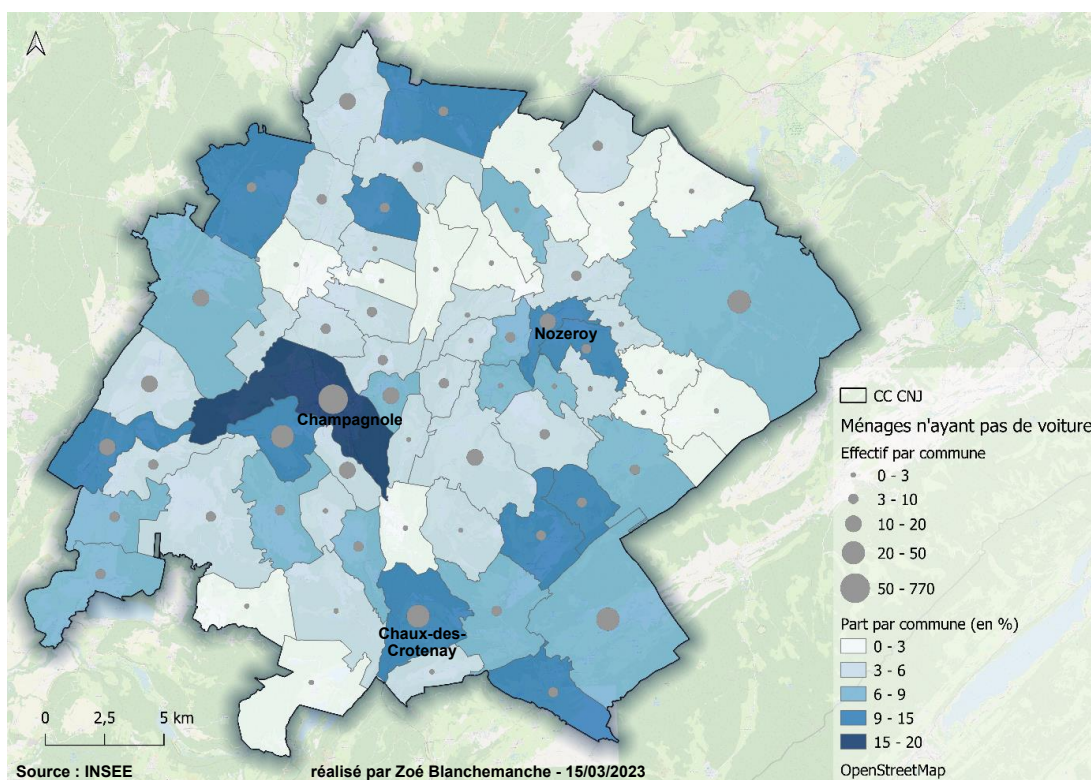 Nozeroy
Champagnole
Chaux-des-
Crotenay
CC CNJ
Ménages n'ayant pas de voiture
Effectif par commune
0 - 3
3 - 10
10 - 20
20 - 50
50 - 770
Part par commune (en %)
0 - 3
3 - 6
6 - 9
9 - 15
15 - 20
OpenStreetMap
0 2,5 5 km
Source : INSEE
réalisé par Zoé Blanchemanche - 15/03/2023